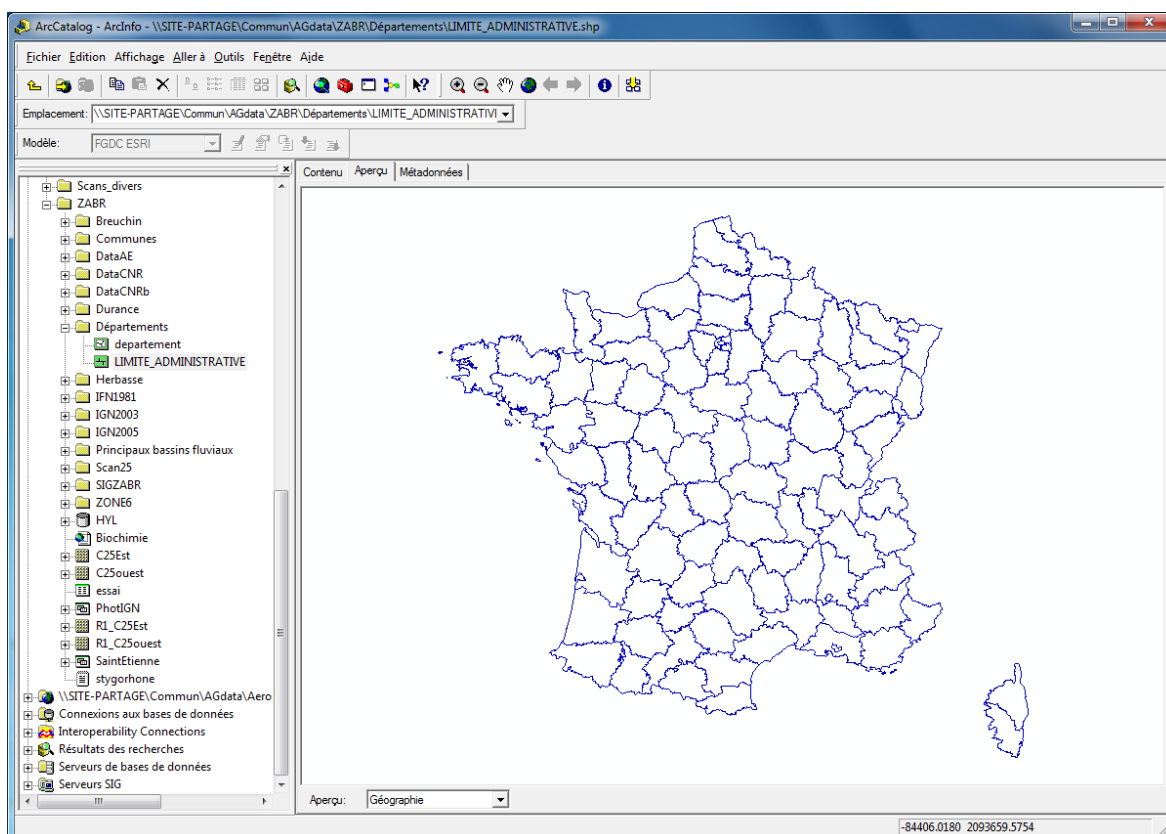 ArcCatalog - ArcInfo - \\SITE-PARTAGE\Commun\AGdata\ZABR\Départements\LIMITE_ADMINISTRATIVE.shp
Fichier Edition Affichage Aller à Outils Fenêtre Aide
Emplacement: \\SITE-PARTAGE\Commun\AGdata\ZABR\Départements\LIMITE_ADMINISTRATIVI
Modèle: FGDC ESRI
Contenu Aperçu Métadonnées
Scans_divers
ZABR
Breuchin
Communes
DataAE
DataCNR
DataCNRb
Durance
Départements
departement
LIMITE_ADMINISTRATIVE
Herbasse
IFN1981
IGN2003
IGN2005
Principaux bassins fluviaux
Scan25
SIGZABR
ZONE6
HYL
Biochimie
C25Est
C25ouest
essai
PhotIGN
R1_C25Est
R1_C25ouest
SaintEtienne
stygorhone
\\SITE-PARTAGE\Commun\AGdata\Aero
Connexions aux bases de données
Interoperability Connections
Résultats des recherches
Serveurs de bases de données
Serveurs SIG
Aperçu: Géographie
-84406.0180 2093659.5754